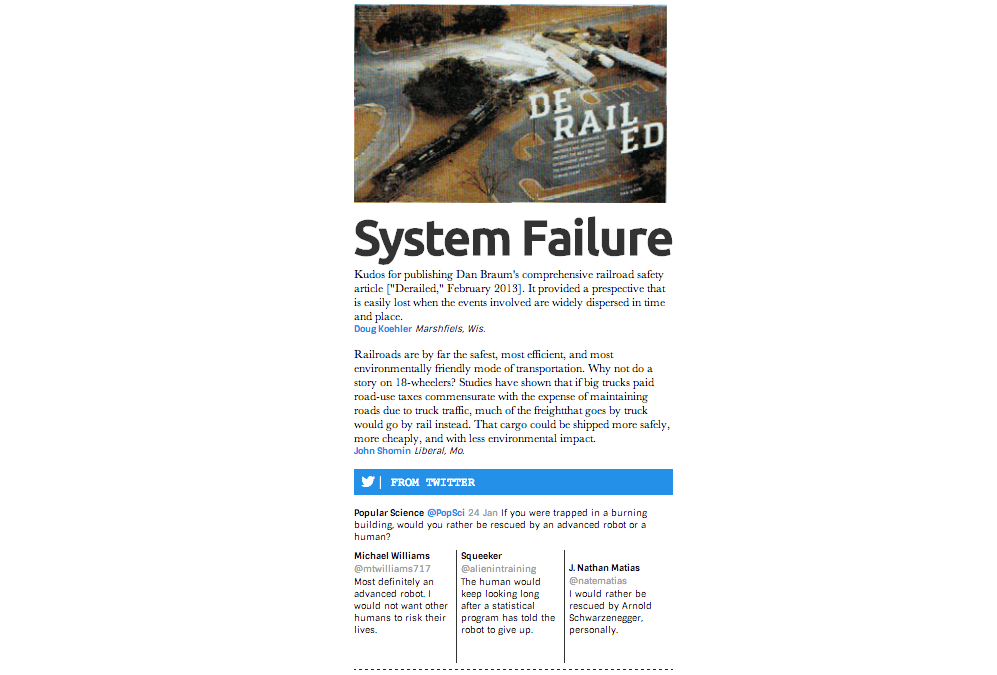 DE
RAIL
ED
System Failure
Kudos for publishing Dan Braum's comprehensive railroad safety
article ["Derailed," February 2013]. It provided a prespective that
is easily lost when the events involved are widely dispersed in time
and place.
Doug Koehler Marshfiels, Wis.
Railroads are by far the safest, most efficient, and most
environmentally friendly mode of transportation. Why not do a
story on 18-wheelers? Studies have shown that if big trucks paid
road-use taxes commensurate with the expense of maintaining
roads due to truck traffic, much of the freightthat goes by truck
would go by rail instead. That cargo could be shipped more safely,
more cheaply, and with less environmental impact.
John Shomin Liberal, Mo.
FROM TWITTER
Popular Science @PopSci 24 Jan If you were trapped in a burning
building, would you rather be rescued by an advanced robot or a
human?
Michael Williams
@mtwilliams717
Most definitely an
advanced robot. I
would not want other
humans to risk their
lives.
Squeeker
@alienintraining
The human would
keep looking long
after a statistical
program has told the
robot to give up.
J. Nathan Matias
@natematias
I would rather be
rescued by Arnold
Schwarzenegger,
personally.